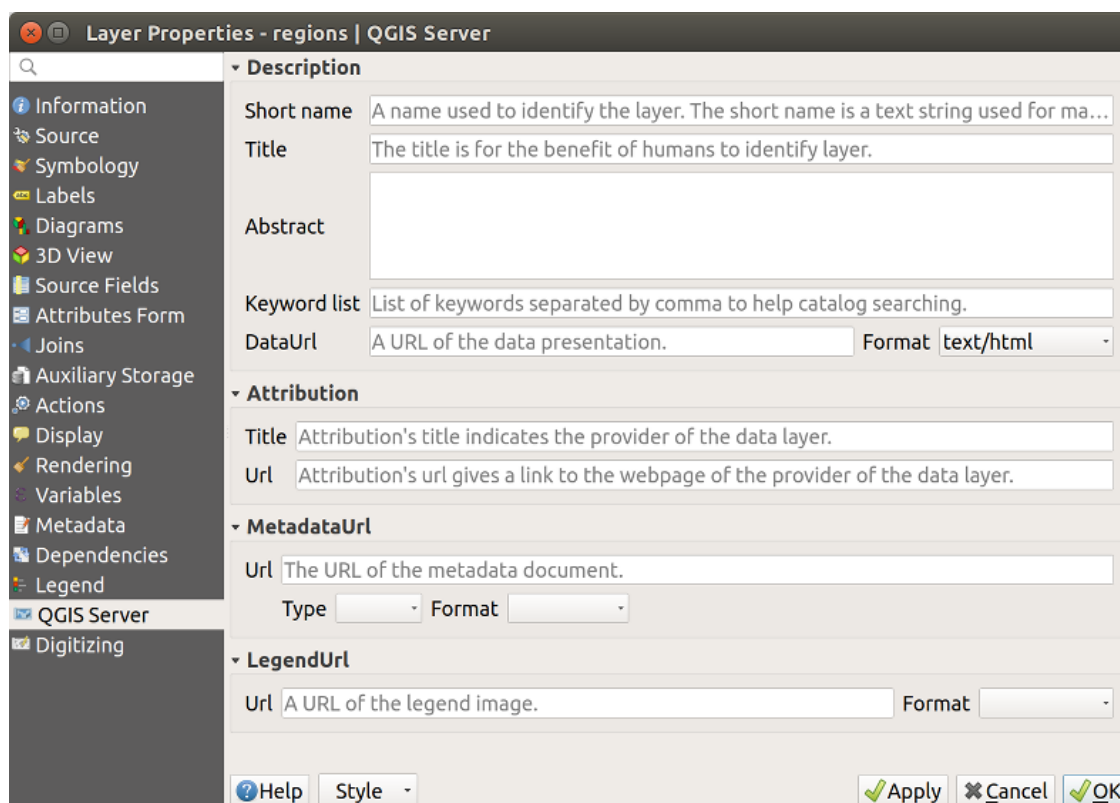 Layer Properties - regions | QGIS Server
Information
Source
Symbology
Labels
Diagrams
3D View
Source Fields
Attributes Form
Joins
Auxiliary Storage
Actions
Display
Rendering
Variables
Metadata
Dependencies
Legend
QGIS Server
Digitizing
Description
Short name A name used to identify the layer. The short name is a text string used for ma...
Title The title is for the benefit of humans to identify layer.
Abstract
Keyword list List of keywords separated by comma to help catalog searching.
DataUrl A URL of the data presentation. Format text/html
Attribution
Title Attribution's title indicates the provider of the data layer.
Url Attribution's url gives a link to the webpage of the provider of the data layer.
MetadataUrl
Url The URL of the metadata document.
Type Format
LegendUrl
Url A URL of the legend image. Format
Help Style Apply Cancel OK